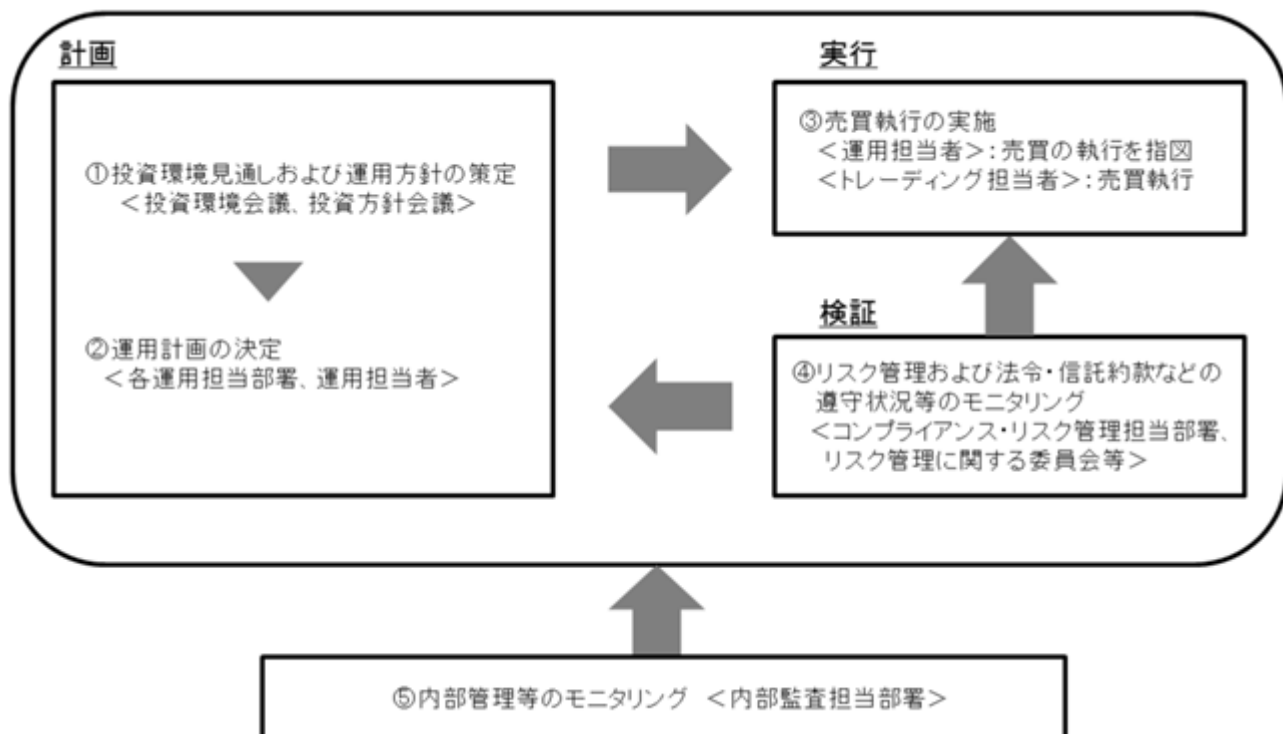 計画
①投資環境見通しおよび運用方針の策定
＜投資環境会議、投資方針会議＞
②運用計画の決定
＜各運用担当部署、運用担当者＞
実行
③売買執行の実施
＜運用担当者＞：売買の執行を指図
＜トレーディング担当者＞：売買執行
検証
④リスク管理および法令・信託約款などの
遵守状況等のモニタリング
＜コンプライアンス・リスク管理担当部署、
リスク管理に関する委員会等＞
⑤内部管理等のモニタリング ＜内部監査担当部署＞